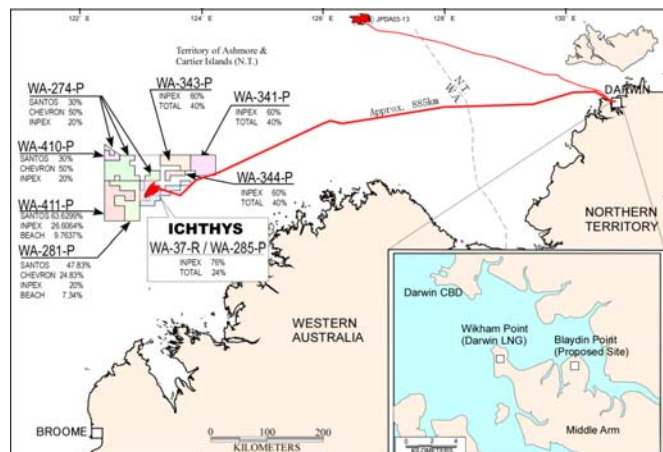 122°E
124°E
126°E
128°E
130°E
JPDA03-13
Territory of Ashmore &
Cartier Islands (N.T.)
N.T.
WA
DARWIN
Approx. 885km
WA-274-P
SANTOS 30%
CHEVRON 50%
INPEX 20%
WA-343-P
INPEX 60%
TOTAL 40%
WA-341-P
INPEX 60%
TOTAL 40%
WA-410-P
SANTOS 30%
CHEVRON 50%
INPEX 20%
WA-344-P
INPEX 60%
TOTAL 40%
WA-411-P
SANTOS 63.6299%
INPEX 26.6064%
BEACH 9.7637%
WA-281-P
SANTOS 47.83%
CHEVRON 24.83%
INPEX 20%
BEACH 7.34%
ICHTHYS
WA-37-R / WA-285-P
INPEX 76%
TOTAL 24%
NORTHERN
TERRITORY
WESTERN
AUSTRALIA
BROOME
0 100 200
KILOMETERS
Darwin CBD
Wikham Point
(Darwin LNG)
Blaydin Point
(Proposed Site)
Middle Arm
0 2 4
KILOMETERS